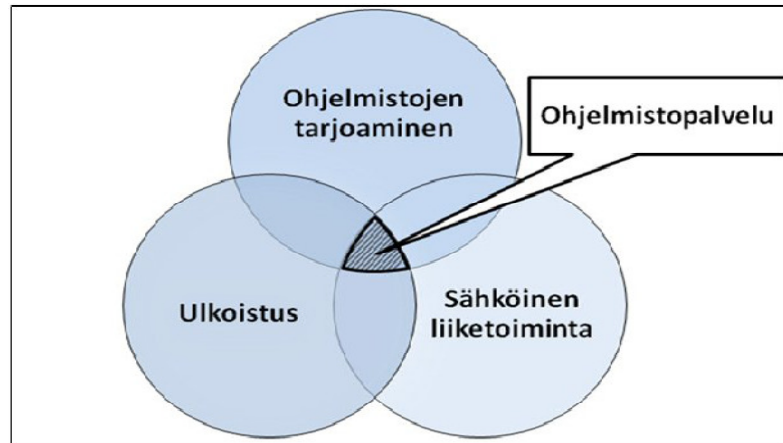 Ohjelmistojen
tarjoaminen
Ohjelmistopalvelu
Ulkoistus
Sähköinen
liiketoiminta